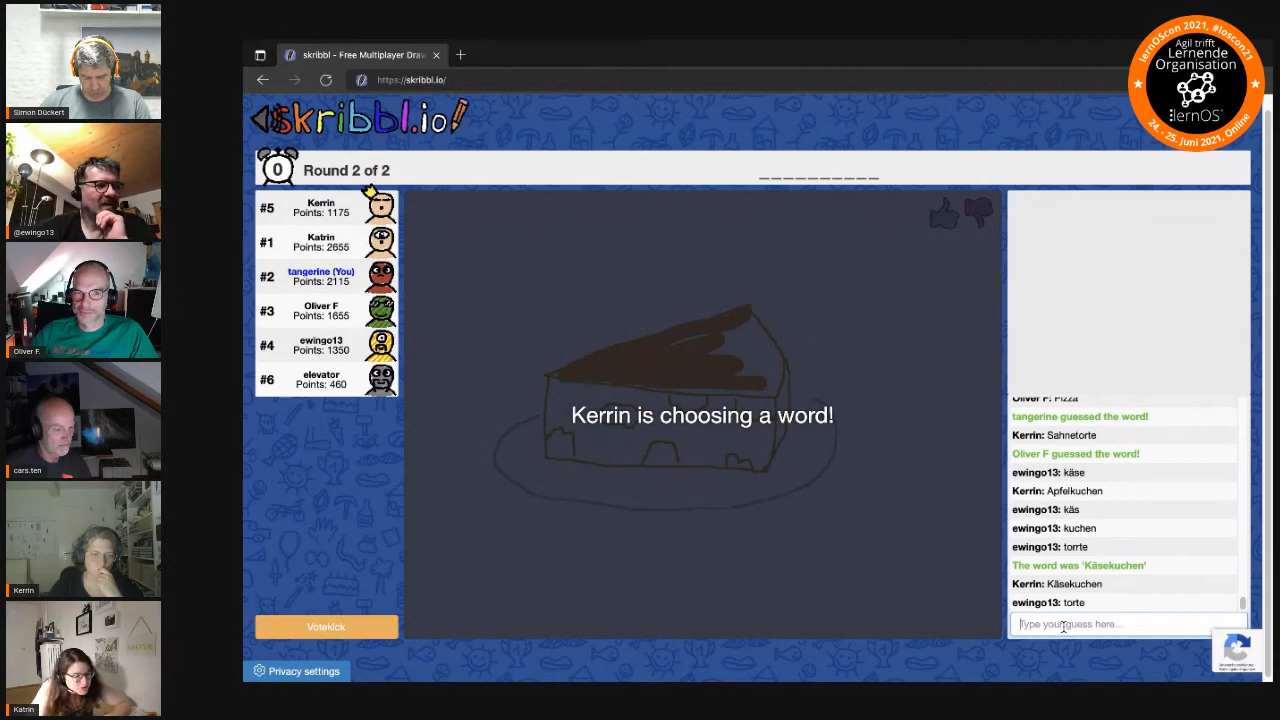 Simon Dückert
@ewingo13
Oliver F.
cars.ten
Kerrin
Katrin
KULTUR
skribbl - Free Multiplayer Draw
https://skribbl.io/
skribbl.io
0
Round 2 of 2
__________
#5 Kerrin
Points: 1175
#1 Katrin
Points: 2655
#2 tangerine (You)
Points: 2115
#3 Oliver F
Points: 1655
#4 ewingo13
Points: 1350
#6 elevator
Points: 460
Votekick
Privacy settings
Kerrin is choosing a word!
Oliver F: Pizza
tangerine guessed the word!
Kerrin: Sahnetorte
Oliver F guessed the word!
ewingo13: käse
Kerrin: Apfelkuchen
ewingo13: käs
ewingo13: kuchen
ewingo13: torrte
The word was 'Käsekuchen'
Kerrin: Käsekuchen
ewingo13: torte
Type your guess here...
lernOScon 2021, #loscon21
Agil trifft
Lernende
Organisation
lernOS
24. - 25. Juni 2021, Online